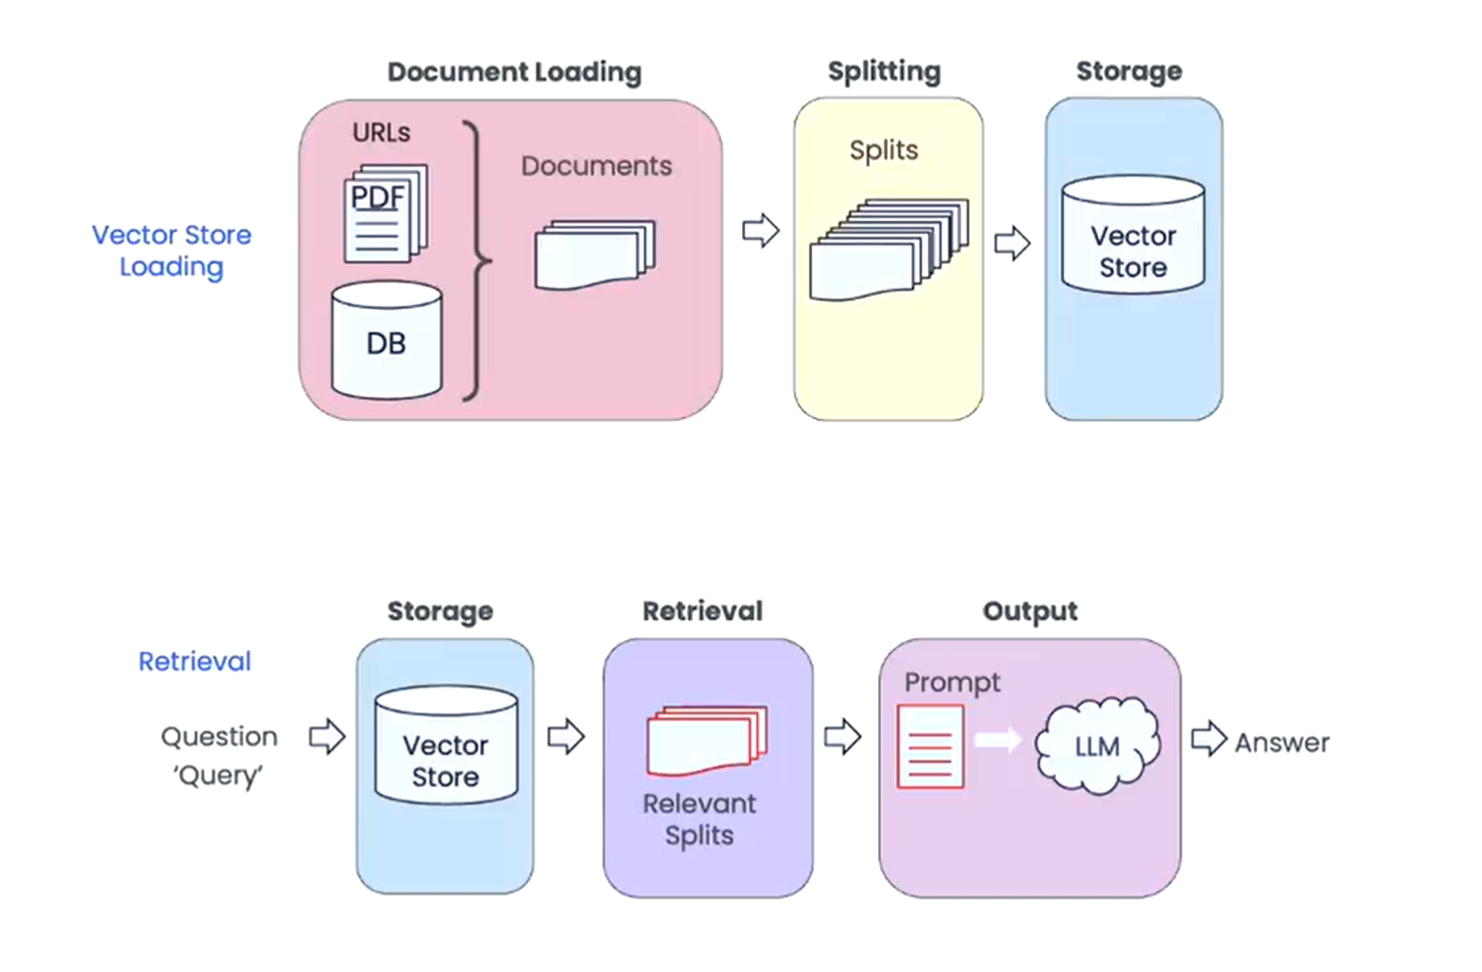 Document Loading
Splitting
Storage
URLs
PDF
DB
Documents
Splits
Vector
Store
Vector Store
Loading
Storage
Retrieval
Output
Retrieval
Question
‘Query’
Vector
Store
Relevant
Splits
Prompt
LLM
Answer